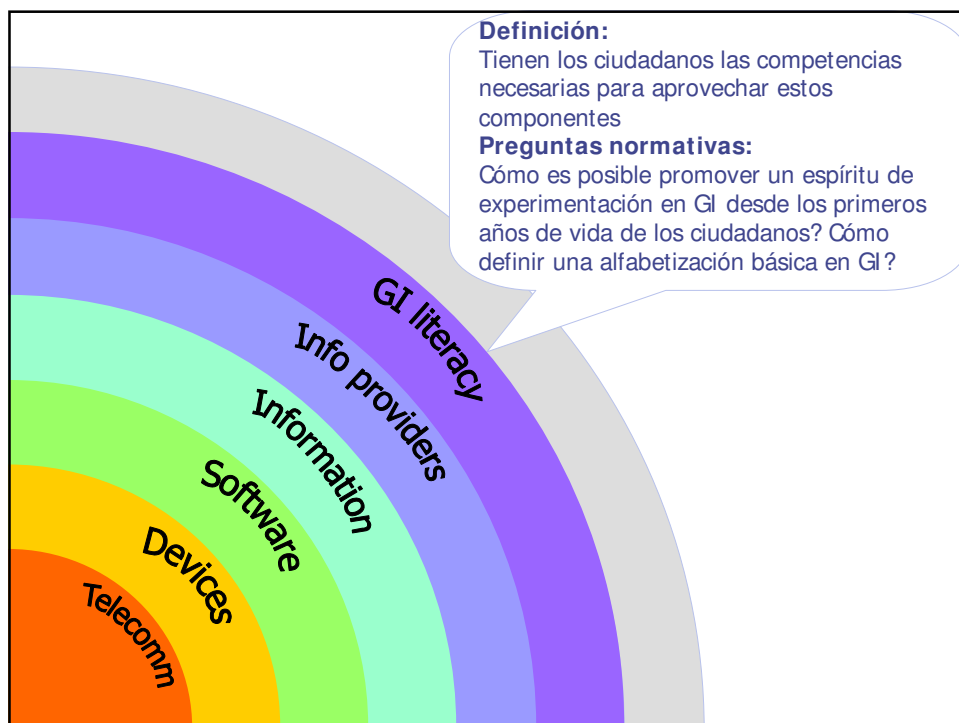 Definición:
Tienen los ciudadanos las competencias
necesarias para aprovechar estos
componentes
Preguntas normativas:
Cómo es posible promover un espíritu de
experimentación en GI desde los primeros
años de vida de los ciudadanos? Cómo
definir una alfabetización básica en GI?
GI literacy
Info providers
Information
Software
Devices
Telecomm